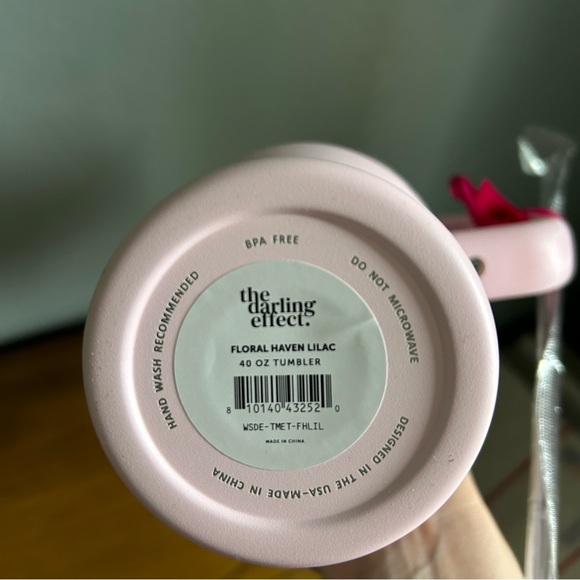 BPA FREE
DO NOT MICROWAVE
HAND WASH RECOMMENDED
the
darling
effect.
FLORAL HAVEN LILAC
40 OZ TUMBLER
8 10140 43252 0
WSDE-TMET-FHLIL
MADE IN CHINA
DESIGNED IN THE USA-MADE IN CHINA